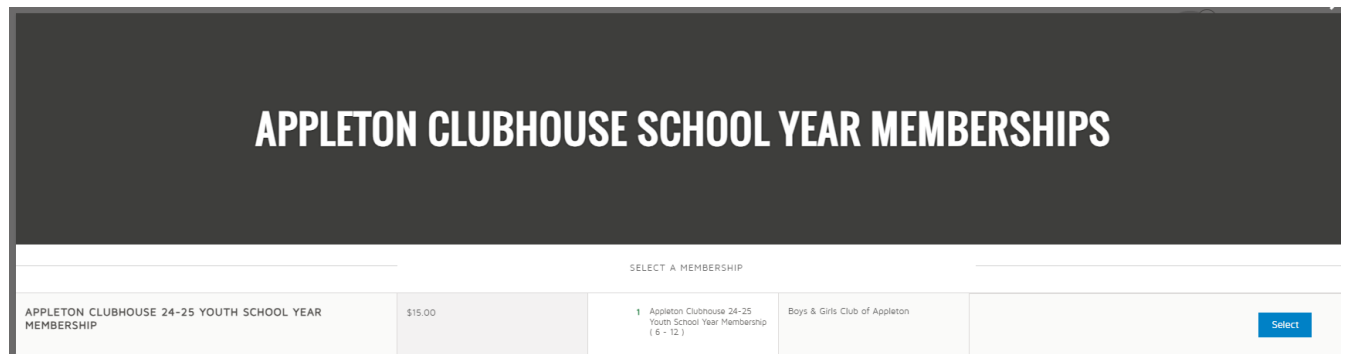 APPLETON CLUBHOUSE SCHOOL YEAR MEMBERSHIPS
SELECT A MEMBERSHIP
APPLETON CLUBHOUSE 24-25 YOUTH SCHOOL YEAR
MEMBERSHIP
$15.00
1 Appleton Clubhouse 24-25
Youth School Year Membership
( 6 - 12 )
Boys & Girls Club of Appleton
Select